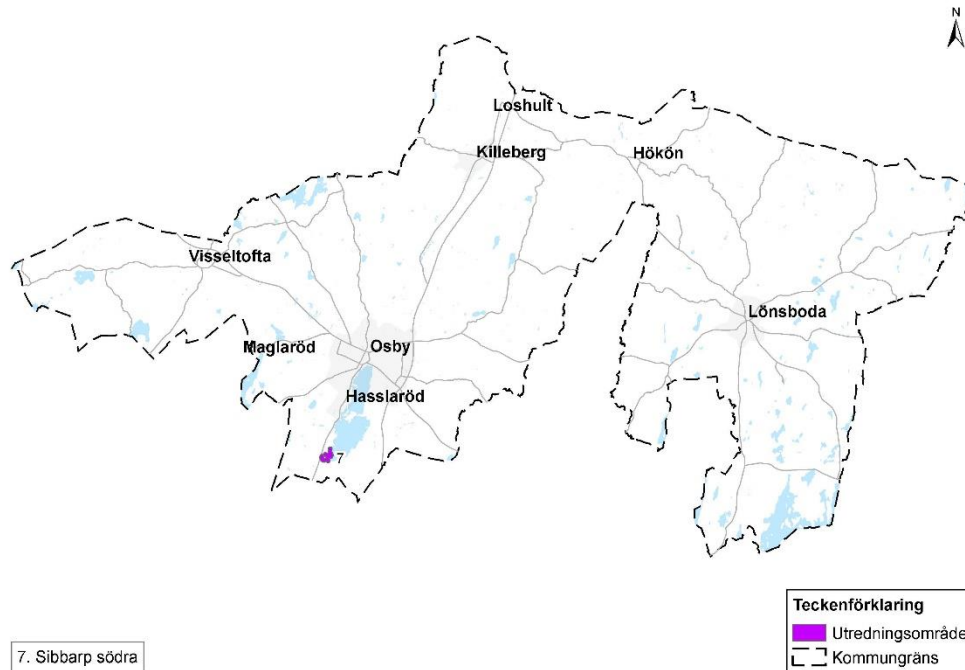 N
Loshult
Killeberg
Hökön
Visseltofta
Lönsboda
Maglaröd
Osby
Hasslaröd
7
Teckenförklaring
Utredningsområde
Kommungräns
7. Sibbarp södra